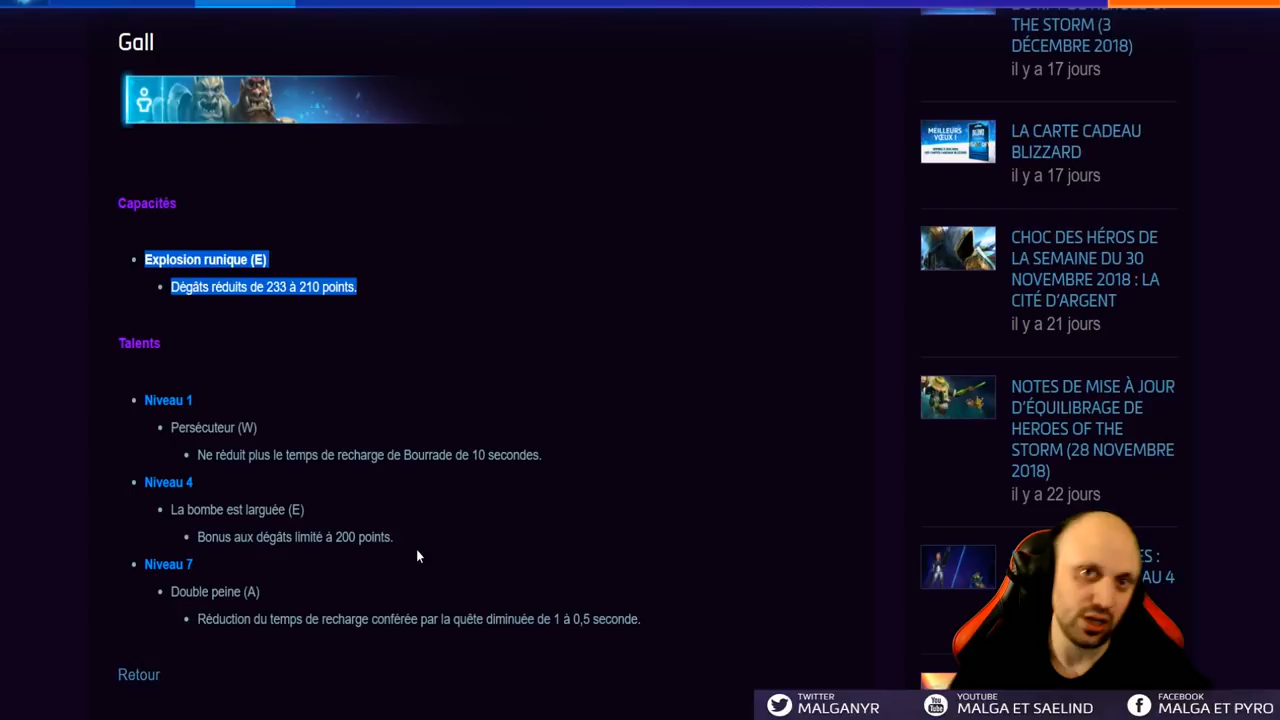 Gall
Capacités
Explosion runique (E)
Dégâts réduits de 233 à 210 points.
Talents
Niveau 1
Persécuteur (W)
Ne réduit plus le temps de recharge de Bourrade de 10 secondes.
Niveau 4
La bombe est larguée (E)
Bonus aux dégâts limité à 200 points.
Niveau 7
Double peine (A)
Réduction du temps de recharge conférée par la quête diminuée de 1 à 0,5 seconde.
Retour
THE STORM (3
DÉCEMBRE 2018)
il y a 17 jours
MEILLEURS
VŒUX !
LA CARTE CADEAU
BLIZZARD
il y a 17 jours
CHOC DES HÉROS DE
LA SEMAINE DU 30
NOVEMBRE 2018 : LA
CITÉ D'ARGENT
il y a 21 jours
NOTES DE MISE À JOUR
D'ÉQUILIBRAGE DE
HEROES OF THE
STORM (28 NOVEMBRE
2018)
il y a 22 jours
TWITTER
MALGANYR
YOUTUBE
MALGA ET SAELIND
FACEBOOK
MALGA ET PYRO